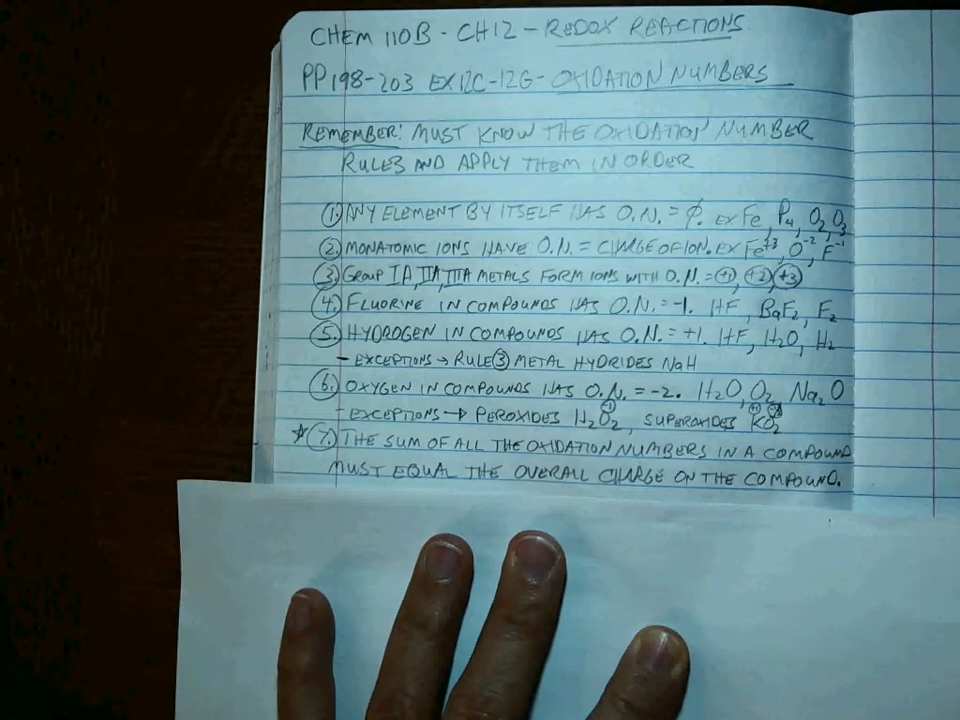 CHEM 110B - CH12 - REDOX REACTIONS
PP198-203 EX12C-12G - OXIDATION NUMBERS
REMEMBER! MUST KNOW THE OXIDATION NUMBER
RULES AND APPLY THEM IN ORDER
1. ANY ELEMENT BY ITSELF HAS O.N. = ∅. EX Fe, P₄, O₂, O₃
2. MONATOMIC IONS HAVE O.N. = CHARGE OF ION. EX Fe⁺³, O⁻², F⁻¹
3. GROUP IA, IIA, IIIA METALS FORM IONS WITH O.N. = +1, +2, +3
4. FLUORINE IN COMPOUNDS HAS O.N. = -1. HF, BaF₂, F₂
5. HYDROGEN IN COMPOUNDS HAS O.N. = +1. HF, H₂O, H₂
- EXCEPTIONS → RULE 3 METAL HYDRIDES NaH
6. OXYGEN IN COMPOUNDS HAS O.N. = -2. H₂O, O₂, Na₂O
- EXCEPTIONS → PEROXIDES H₂O₂, SUPEROXIDES KO₂
☆ 7. THE SUM OF ALL THE OXIDATION NUMBERS IN A COMPOUND
MUST EQUAL THE OVERALL CHARGE ON THE COMPOUND.